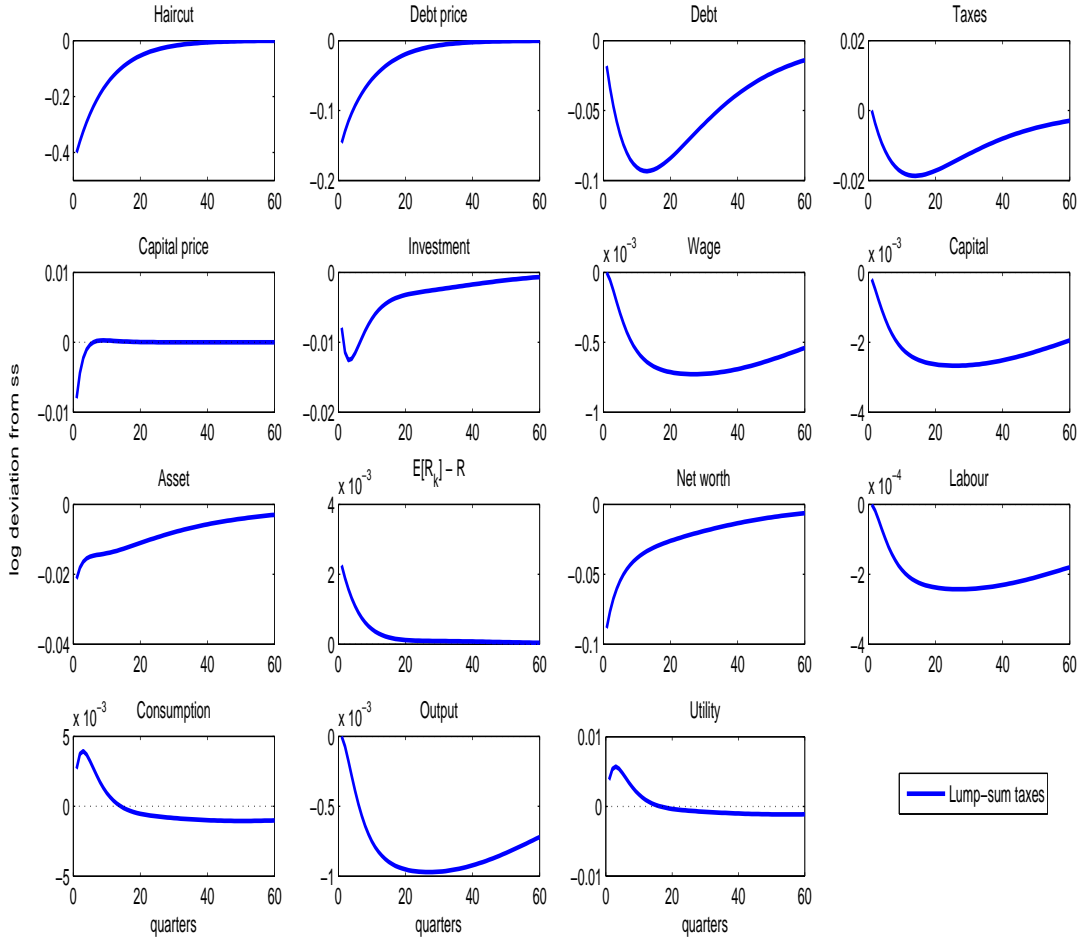 Haircut
0
−0.2
−0.4
0 20 40 60
Debt price
0
−0.1
−0.2
0 20 40 60
Debt
0
−0.05
−0.1
0 20 40 60
Taxes
0.02
0
−0.02
0 20 40 60
Capital price
0.01
0
−0.01
0 20 40 60
Investment
0
−0.01
−0.02
0 20 40 60
Wage
x 10⁻³
0
−0.5
−1
0 20 40 60
Capital
x 10⁻³
0
−2
−4
0 20 40 60
log deviation from ss
Asset
0
−0.02
−0.04
0 20 40 60
E[Rₖ] − R
x 10⁻³
4
2
0
0 20 40 60
Net worth
0
−0.05
−0.1
0 20 40 60
Labour
x 10⁻⁴
0
−2
−4
0 20 40 60
Consumption
x 10⁻³
5
0
−5
0 20 40 60
quarters
Output
x 10⁻³
0
−0.5
−1
0 20 40 60
quarters
Utility
0.01
0
−0.01
0 20 40 60
quarters
Lump−sum taxes